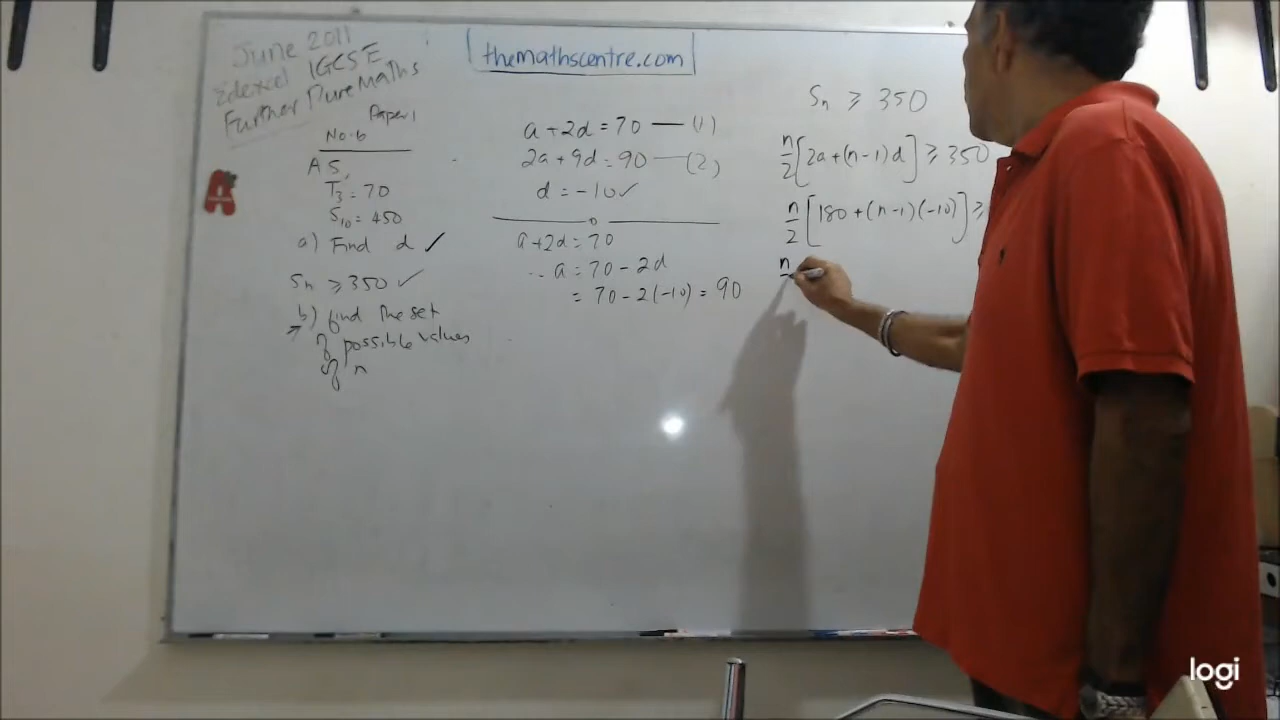 June 2011
Edexcel IGCSE
Further Pure Maths
Paper 1
No. 6
AS,
T₃ = 70
S₁₀ = 450
a) Find d ✓
Sn ≥ 350 ✓
b) find the set
of possible values
of n
themathscentre.com
a + 2d = 70 — (1)
2a + 9d = 90 — (2)
d = -10 ✓
a + 2d = 70
∴ a = 70 - 2d
= 70 - 2(-10) = 90
Sn ≥ 350
n/2 [2a + (n-1)d] ≥ 350
n/2 [180 + (n-1)(-10)] ≥
n
logi